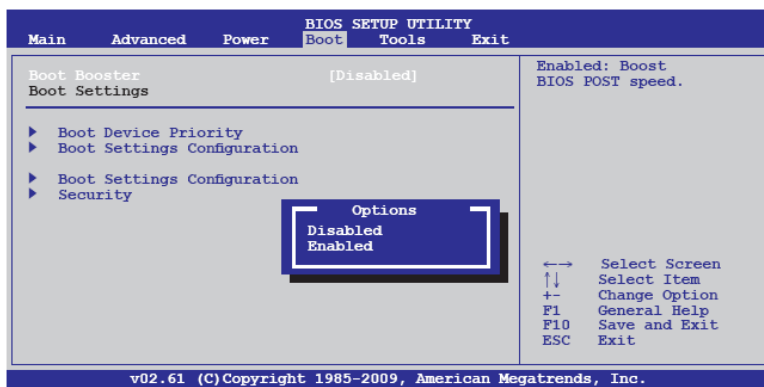 BIOS SETUP UTILITY
Main Advanced Power Boot Tools Exit
Boot Booster [Disabled]
Boot Settings
Boot Device Priority
Boot Settings Configuration
Boot Settings Configuration
Security
Options
Disabled
Enabled
Enabled: Boost
BIOS POST speed.
←→ Select Screen
↑↓ Select Item
+- Change Option
F1 General Help
F10 Save and Exit
ESC Exit
v02.61 (C)Copyright 1985-2009, American Megatrends, Inc.